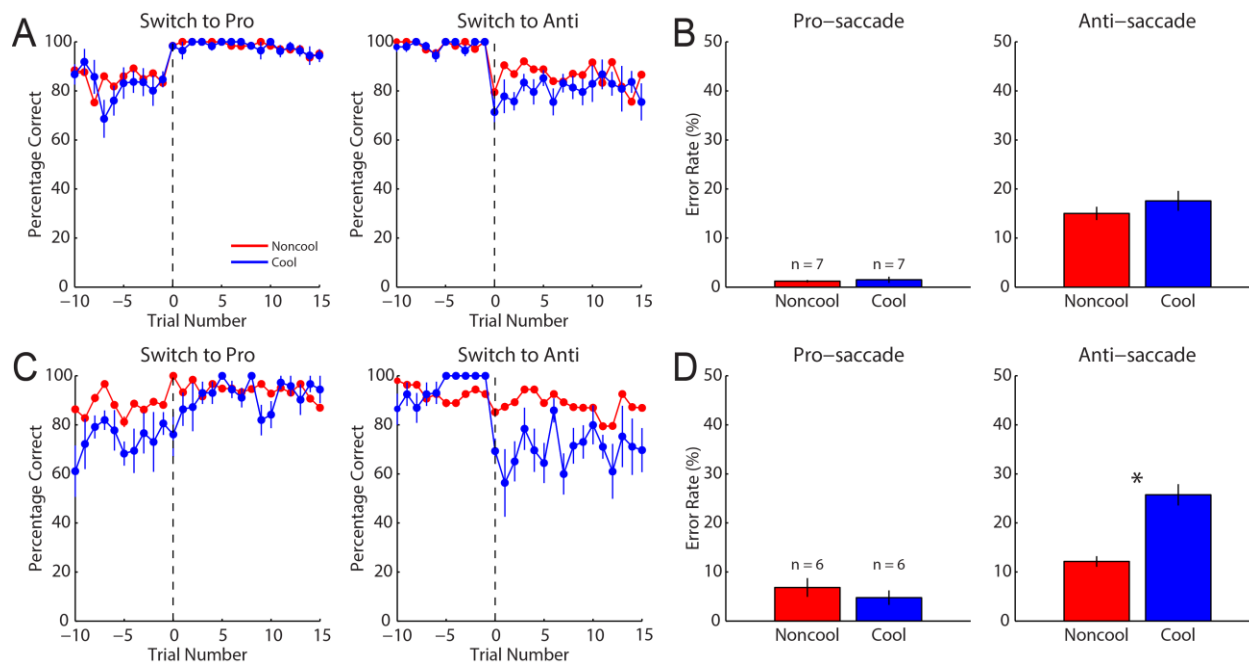 A
Switch to Pro
Percentage Correct
100
80
60
40
20
0
Noncool
Cool
−10
−5
0
5
10
15
Trial Number
Switch to Anti
Percentage Correct
100
80
60
40
20
0
−10
−5
0
5
10
15
Trial Number
B
Pro−saccade
Error Rate (%)
50
40
30
20
10
0
n = 7
n = 7
Noncool
Cool
Anti−saccade
50
40
30
20
10
0
Noncool
Cool
C
Switch to Pro
Percentage Correct
100
80
60
40
20
0
−10
−5
0
5
10
15
Trial Number
Switch to Anti
Percentage Correct
100
80
60
40
20
0
−10
−5
0
5
10
15
Trial Number
D
Pro−saccade
Error Rate (%)
50
40
30
20
10
0
n = 6
n = 6
Noncool
Cool
Anti−saccade
50
40
30
20
10
0
*
Noncool
Cool